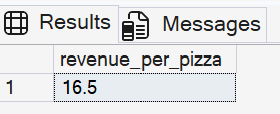 Results Messages
revenue_per_pizza
1 16.5